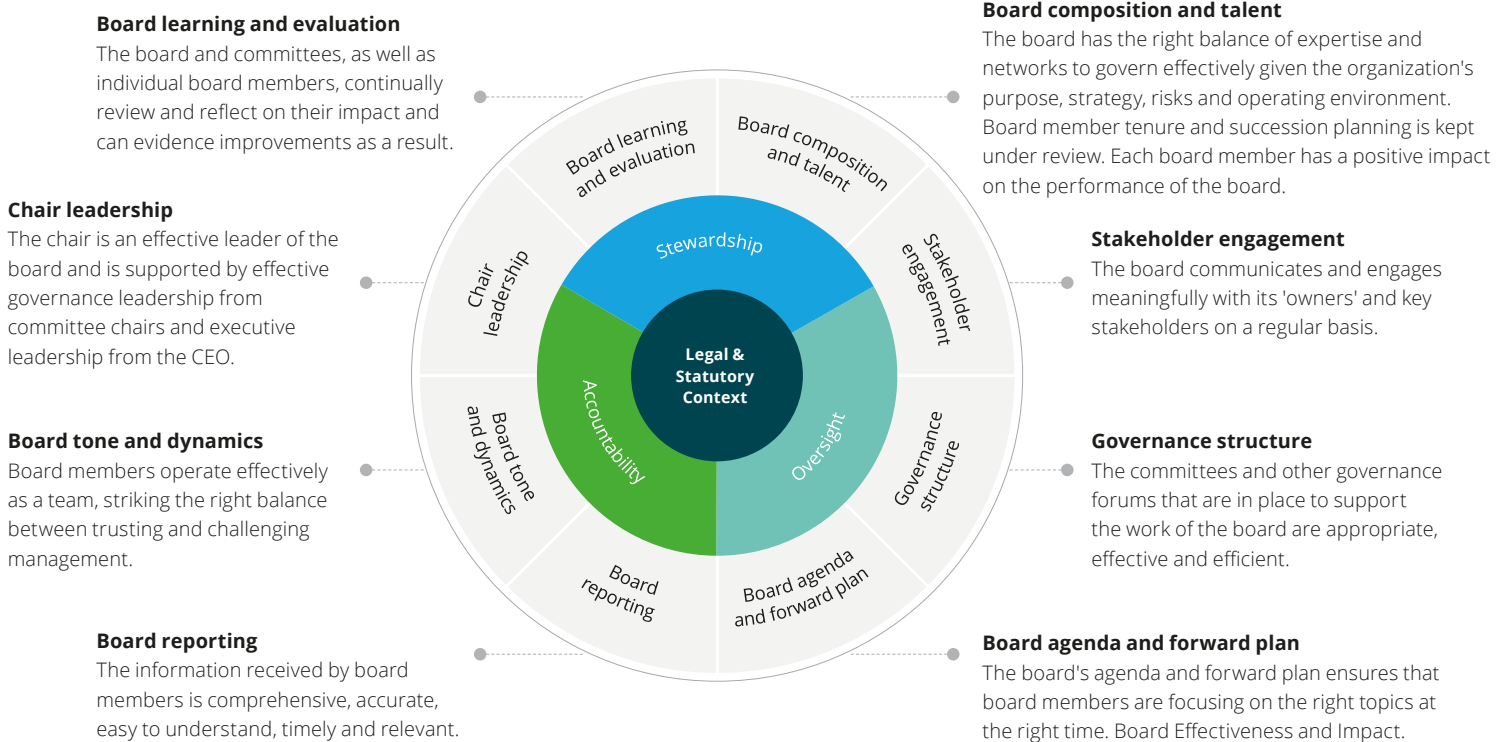 Board learning and evaluation
The board and committees, as well as
individual board members, continually
review and reflect on their impact and
can evidence improvements as a result.
Chair leadership
The chair is an effective leader of the
board and is supported by effective
governance leadership from
committee chairs and executive
leadership from the CEO.
Board tone and dynamics
Board members operate effectively
as a team, striking the right balance
between trusting and challenging
management.
Board reporting
The information received by board
members is comprehensive, accurate,
easy to understand, timely and relevant.
Board learning
and evaluation
Board composition
and talent
Chair
leadership
Stakeholder
engagement
Stewardship
Legal &
Statutory
Context
Accountability
Oversight
Board tone
and dynamics
Governance
structure
Board
reporting
Board agenda
and forward plan
Board composition and talent
The board has the right balance of expertise and
networks to govern effectively given the organization's
purpose, strategy, risks and operating environment.
Board member tenure and succession planning is kept
under review. Each board member has a positive impact
on the performance of the board.
Stakeholder engagement
The board communicates and engages
meaningfully with its 'owners' and key
stakeholders on a regular basis.
Governance structure
The committees and other governance
forums that are in place to support
the work of the board are appropriate,
effective and efficient.
Board agenda and forward plan
The board's agenda and forward plan ensures that
board members are focusing on the right topics at
the right time. Board Effectiveness and Impact.